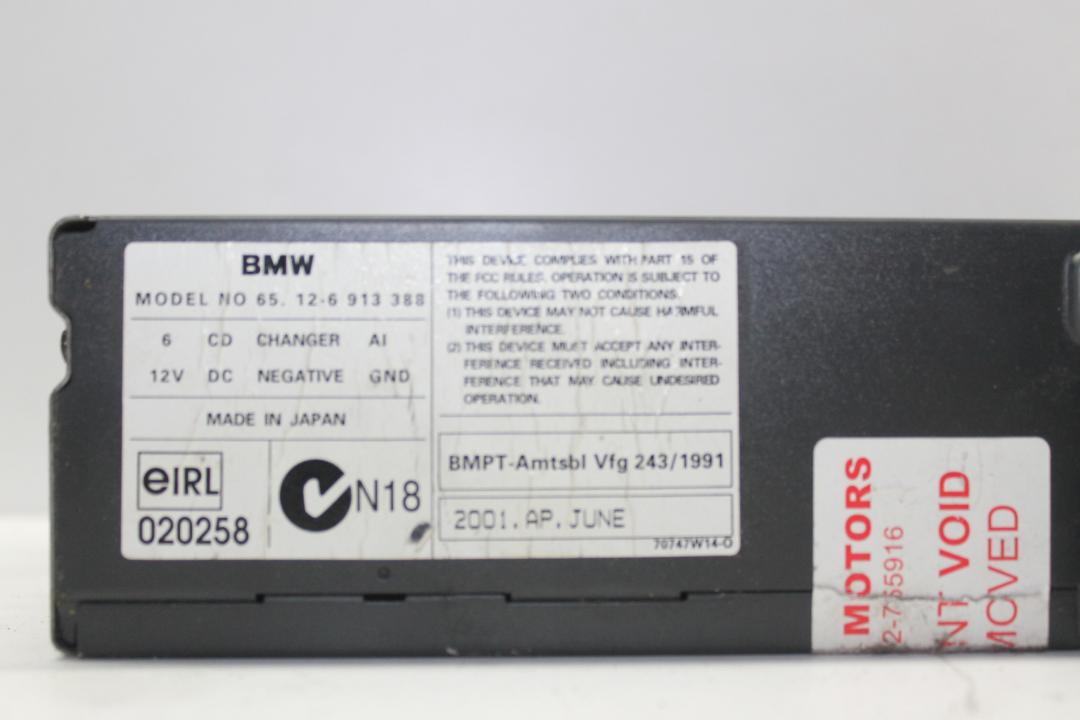 BMW
MODEL NO 65. 12-6 913 388
6 CD CHANGER AI
12V DC NEGATIVE GND
MADE IN JAPAN
eIRL
020258
N18
THIS DEVICE COMPLIES WITH PART 15 OF
THE FCC RULES. OPERATION IS SUBJECT TO
THE FOLLOWING TWO CONDITIONS.
(1) THIS DEVICE MAY NOT CAUSE HARMFUL
INTERFERENCE.
(2) THIS DEVICE MUST ACCEPT ANY INTER-
FERENCE RECEIVED INCLUDING INTER-
FERENCE THAT MAY CAUSE UNDESIRED
OPERATION.
BMPT-Amtsbl Vfg 243/1991
2001.AP.JUNE
70747W14-O
MOTORS
2-755916
NT VOID
MOVED